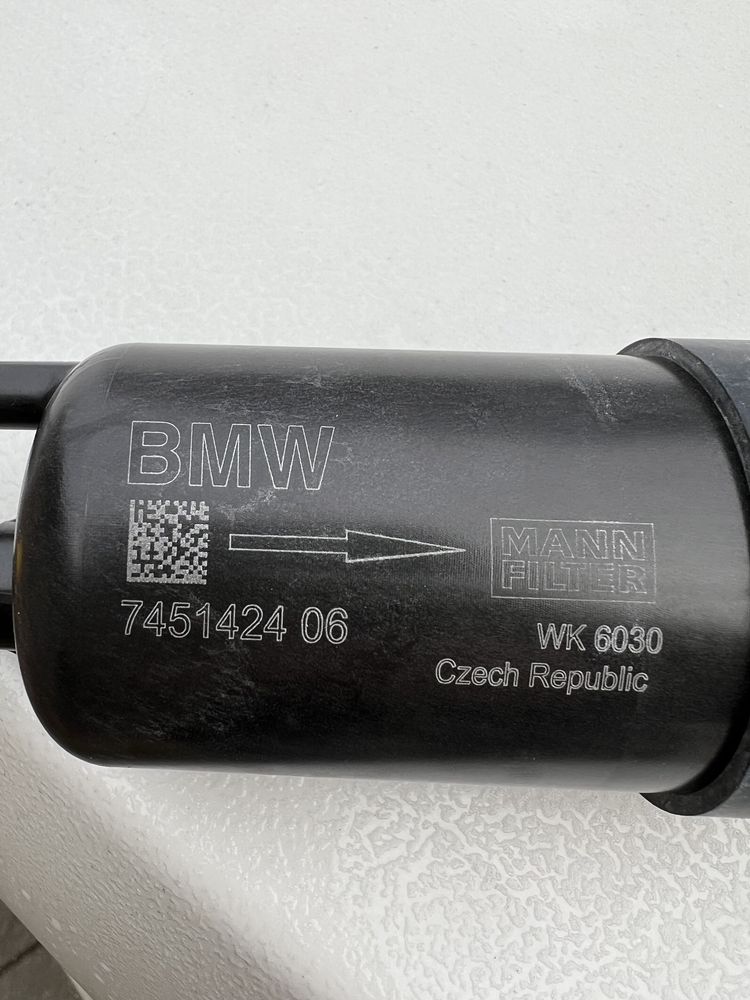 BMW
MANN
FILTER
7451424 06
WK 6030
Czech Republic